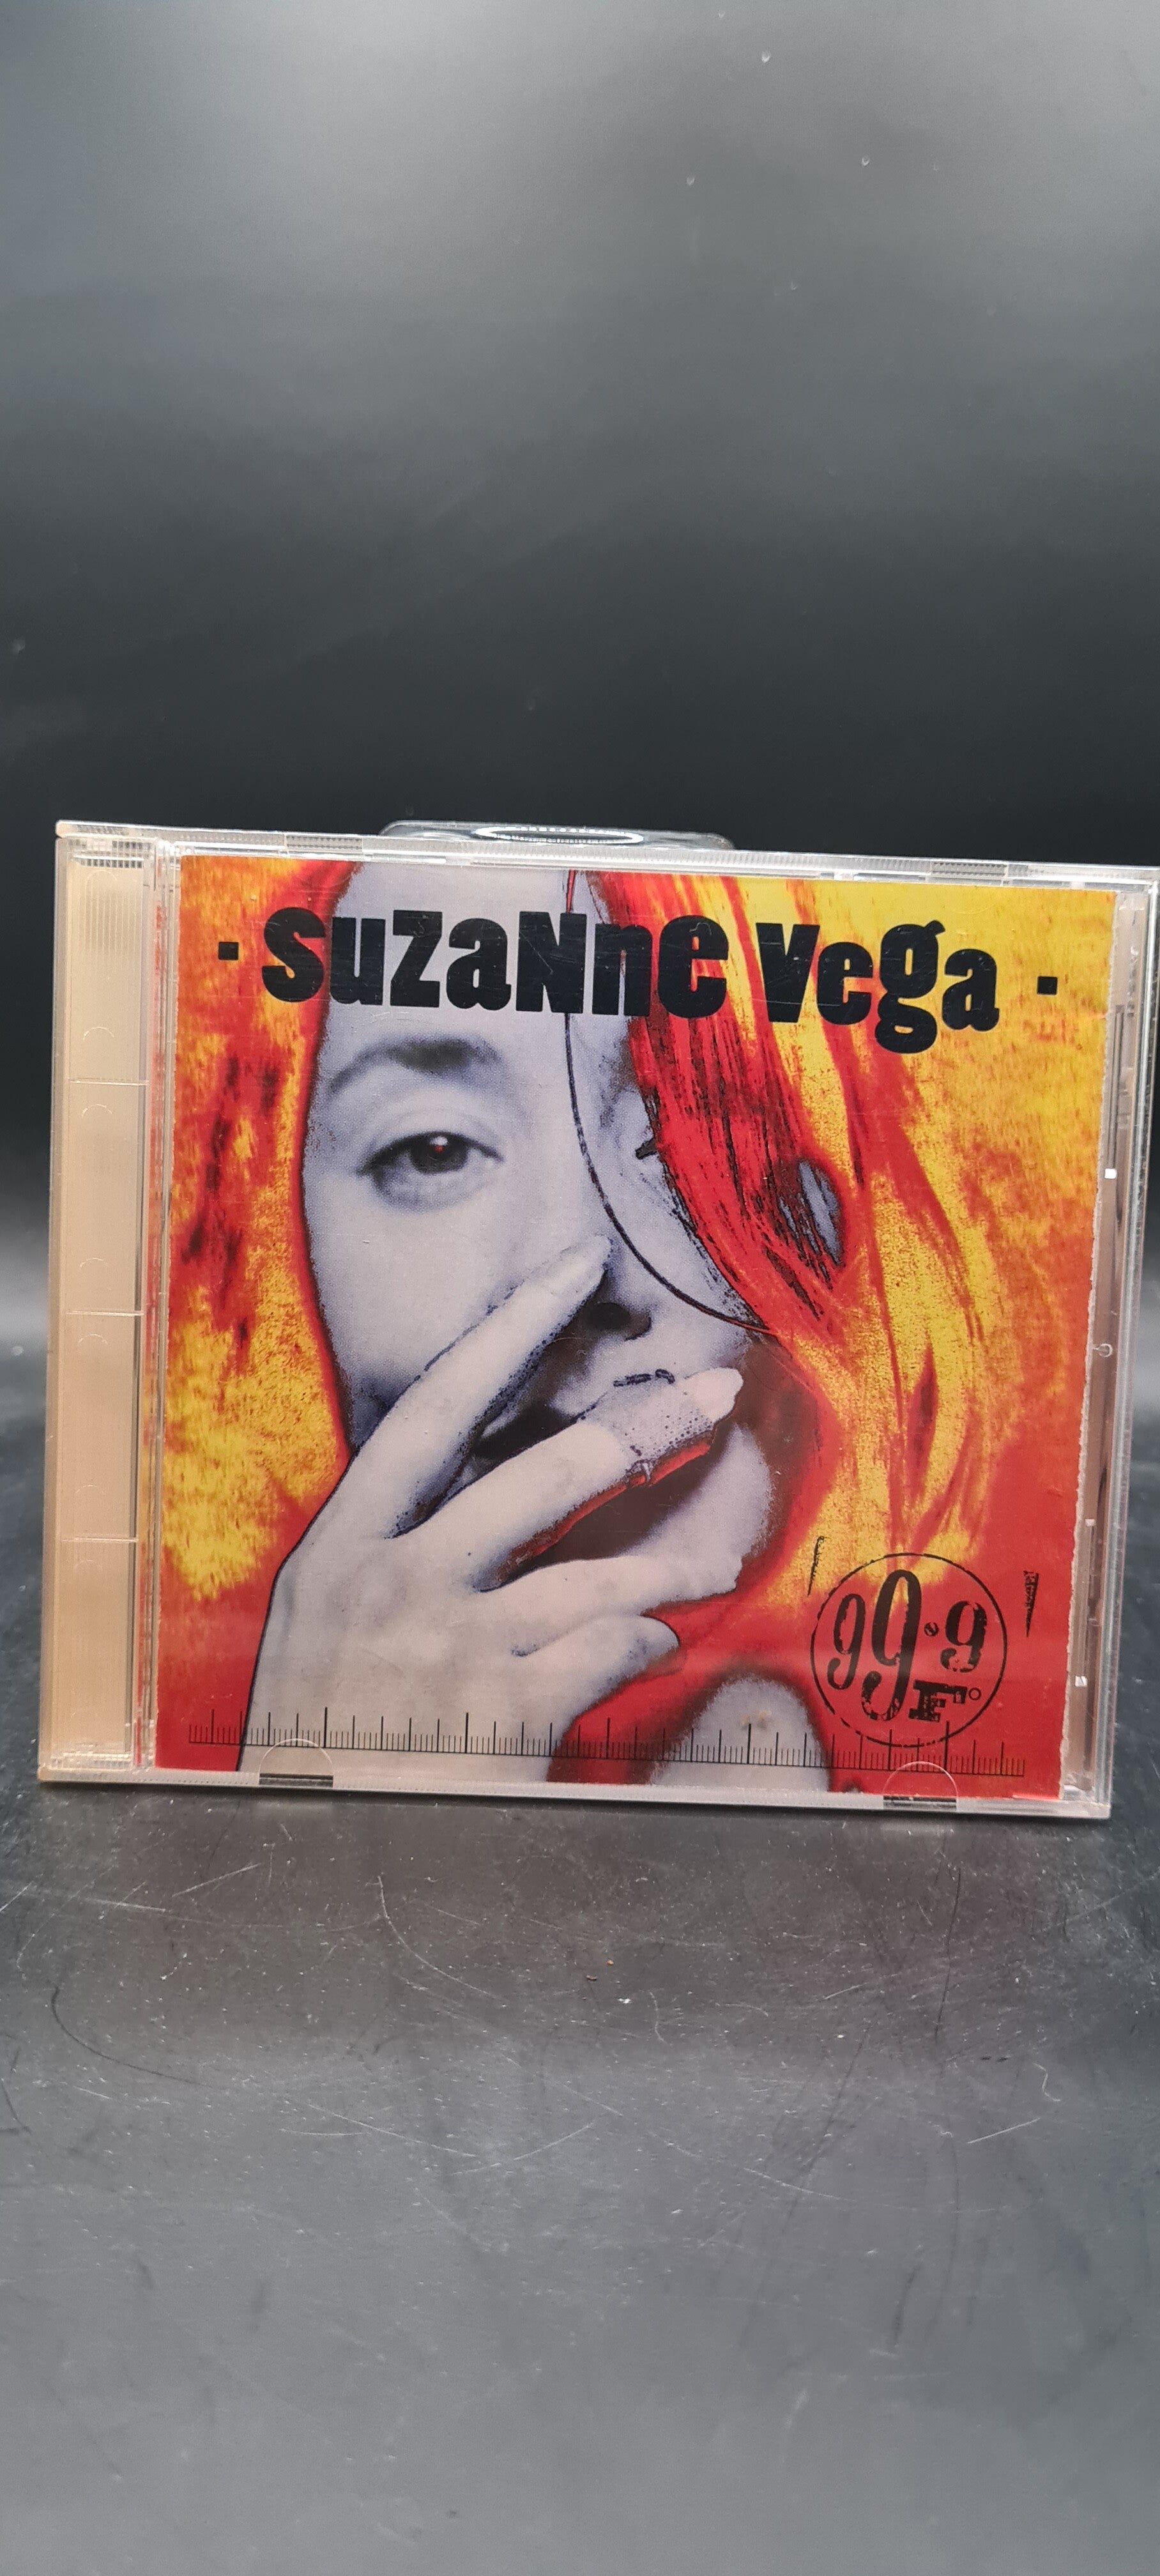 · suzaNne vega ·
99.9
F°